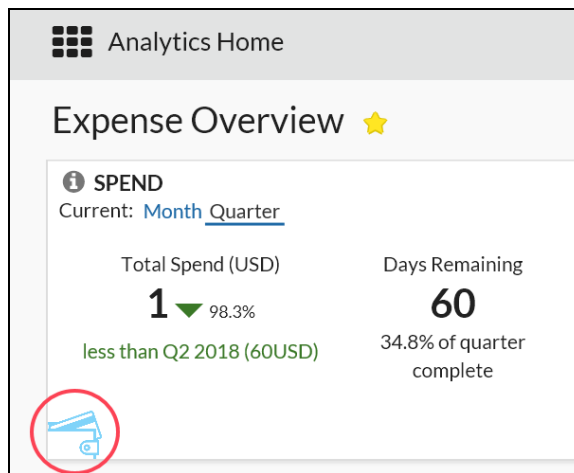 Analytics Home
Expense Overview
SPEND
Current: Month Quarter
Total Spend (USD)
1 98.3%
less than Q2 2018 (60USD)
Days Remaining
60
34.8% of quarter
complete